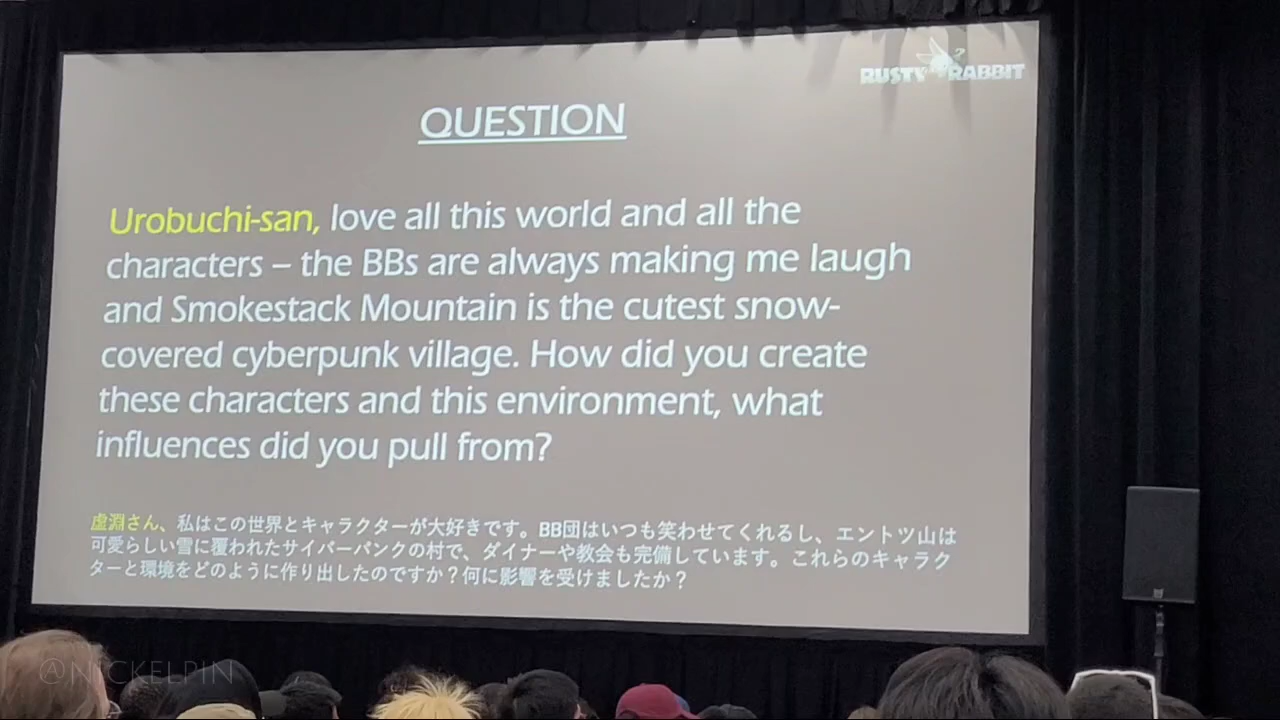 RUSTY RABBIT
QUESTION
Urobuchi-san, love all this world and all the
characters – the BBs are always making me laugh
and Smokestack Mountain is the cutest snow-
covered cyberpunk village. How did you create
these characters and this environment, what
influences did you pull from?
虚淵さん、私はこの世界とキャラクターが大好きです。BB団はいつも笑わせてくれるし、エントツ山は
可愛らしい雪に覆われたサイバーパンクの村で、ダイナーや教会も完備しています。これらのキャラク
ターと環境をどのように作り出したのですか？何に影響を受けましたか？
@NICKELPIN